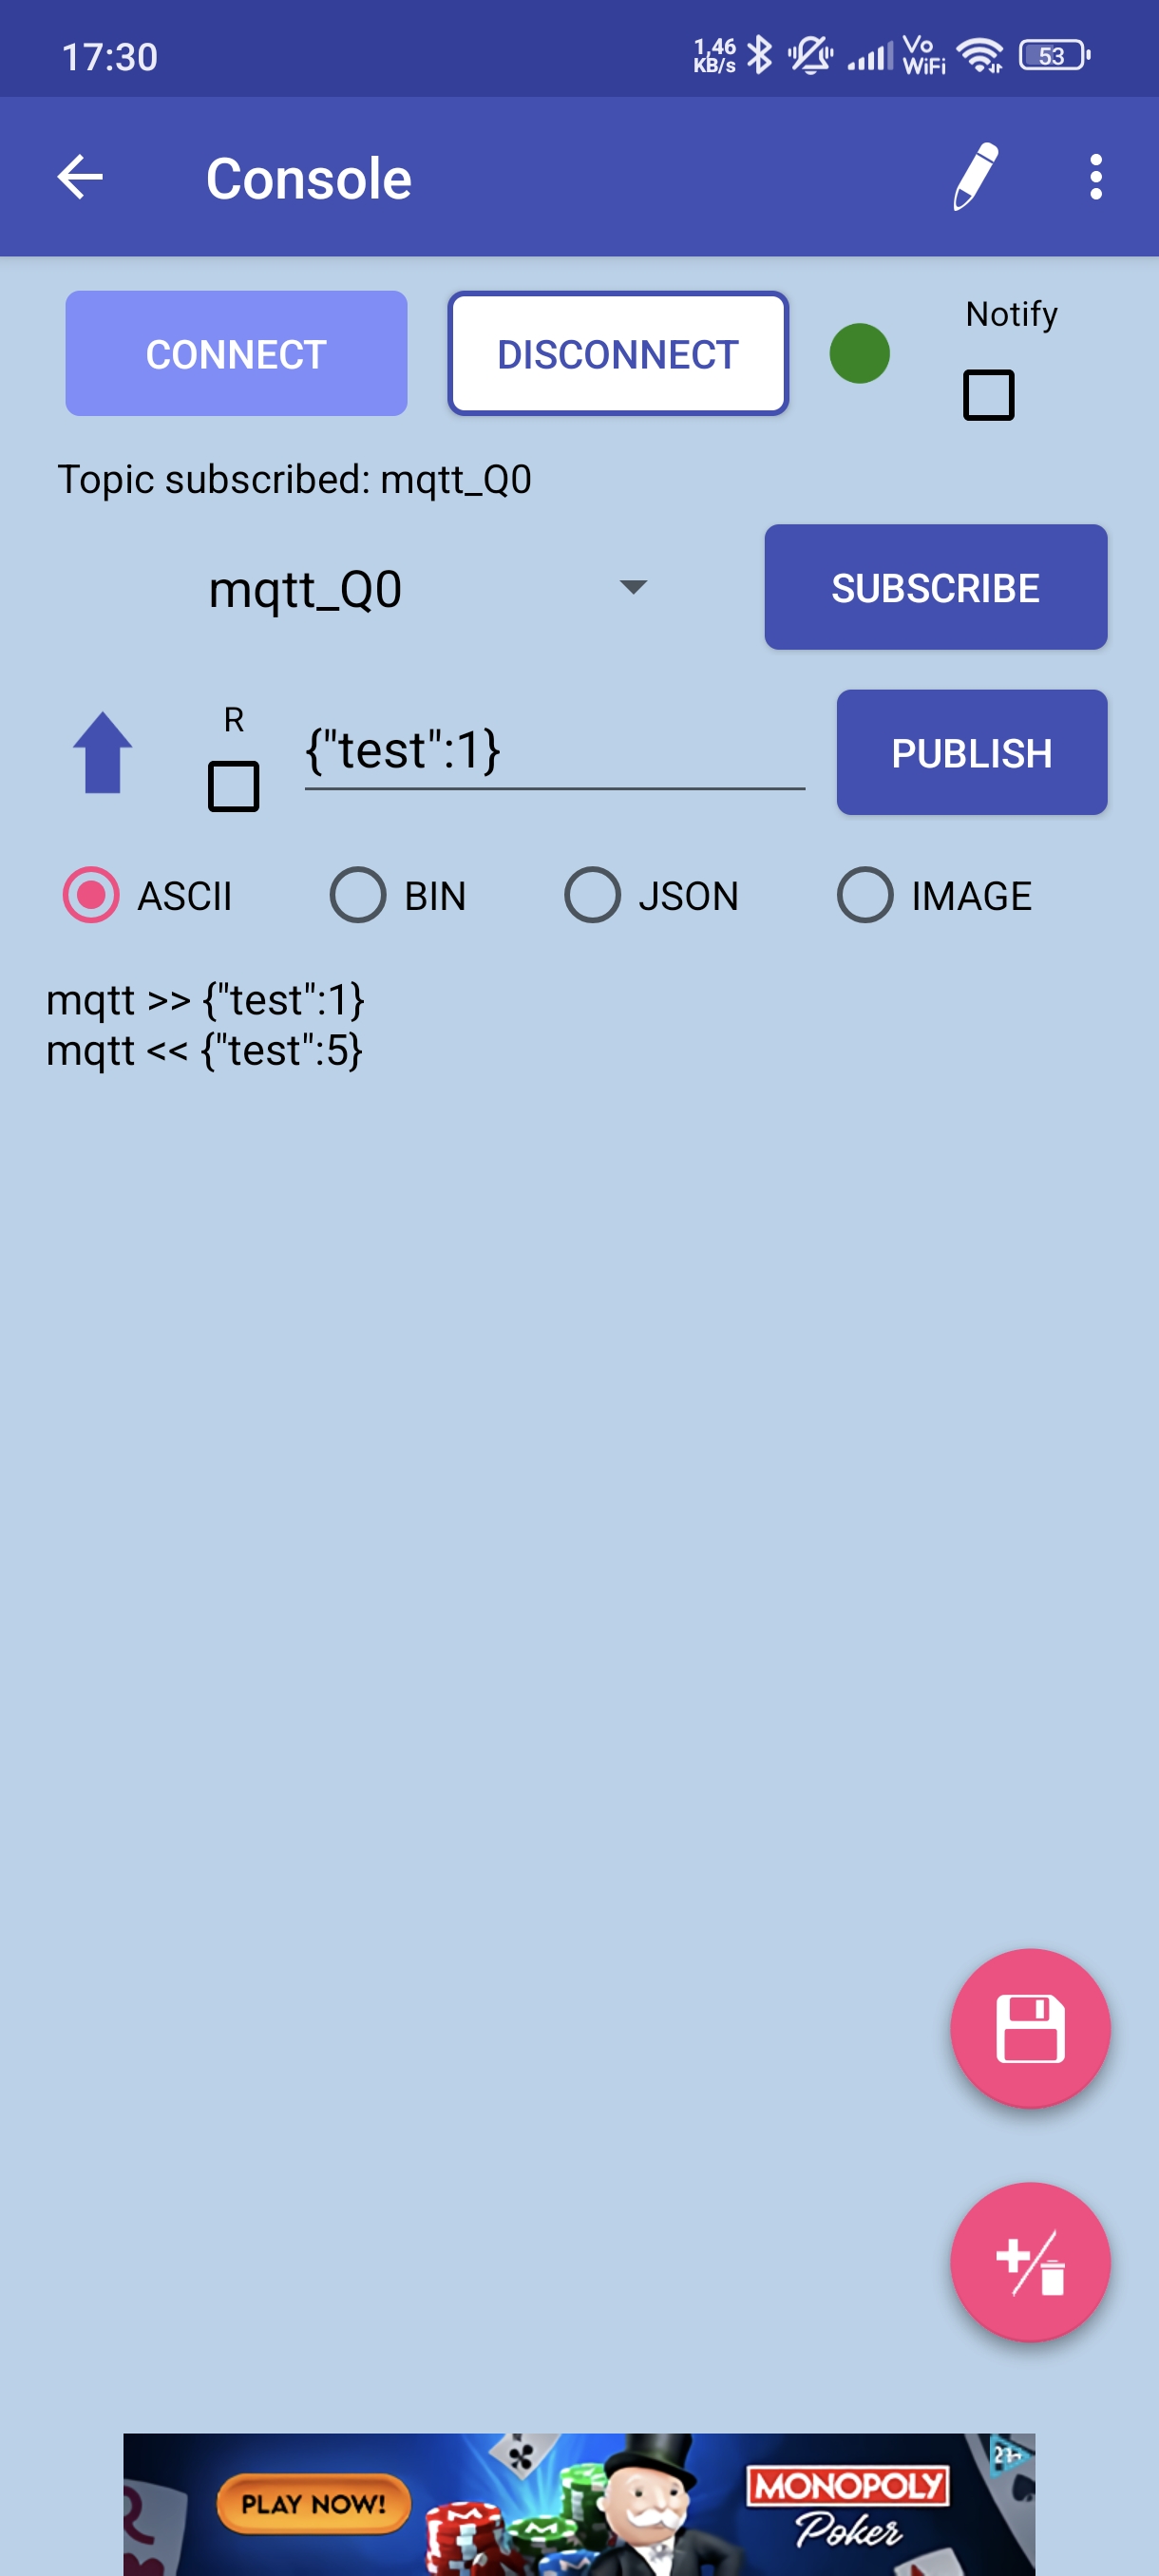 17:30
1,46
KB/s
Vo
WiFi
53
Console
CONNECT
DISCONNECT
Notify
Topic subscribed: mqtt_Q0
mqtt_Q0
SUBSCRIBE
R
{"test":1}
PUBLISH
ASCII
BIN
JSON
IMAGE
mqtt >> {"test":1}
mqtt << {"test":5}
PLAY NOW!
MONOPOLY
Poker
21+